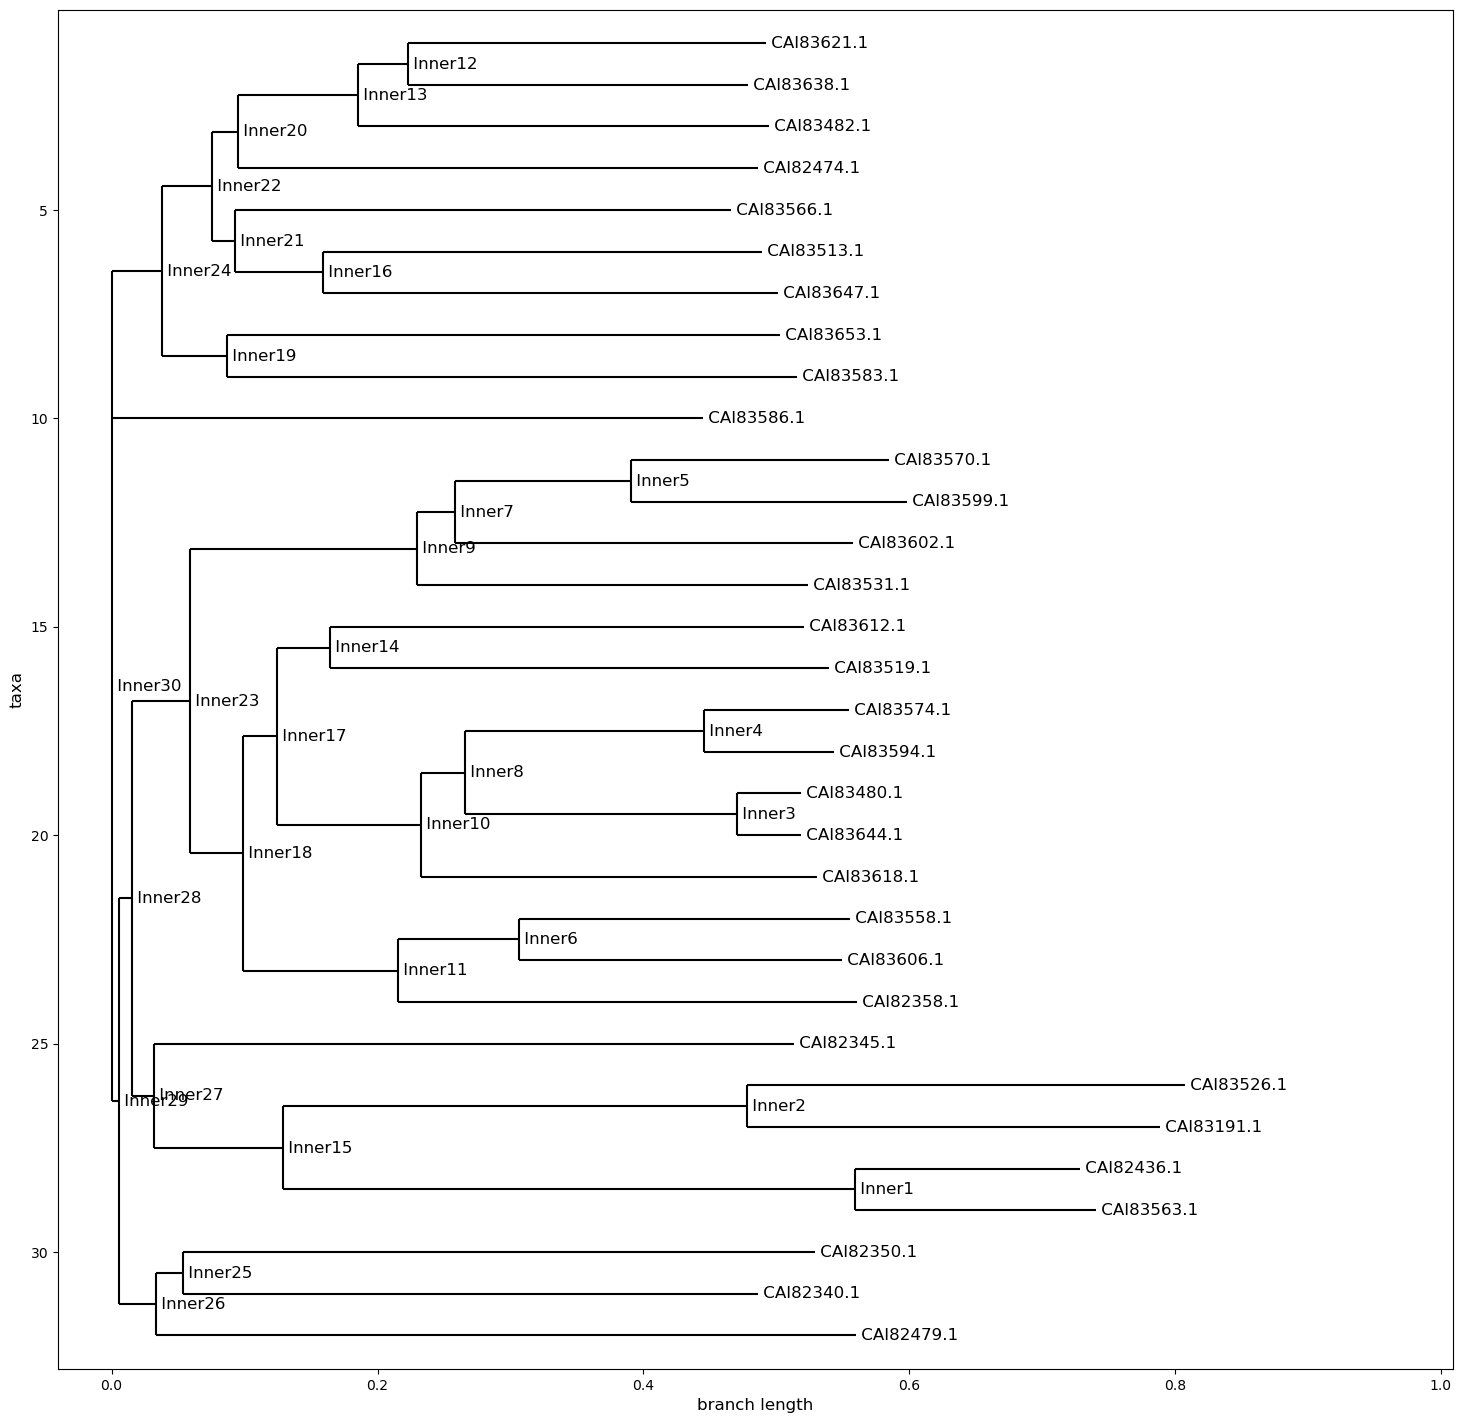 CAI83621.1
Inner12
CAI83638.1
Inner13
CAI83482.1
Inner20
CAI82474.1
Inner22
5
CAI83566.1
Inner21
CAI83513.1
Inner24
Inner16
CAI83647.1
CAI83653.1
Inner19
CAI83583.1
10
CAI83586.1
CAI83570.1
Inner5
CAI83599.1
Inner7
CAI83602.1
Inner9
CAI83531.1
15
CAI83612.1
Inner14
CAI83519.1
Inner30
taxa
Inner23
CAI83574.1
Inner4
Inner17
CAI83594.1
Inner8
CAI83480.1
Inner3
Inner10
20
CAI83644.1
Inner18
CAI83618.1
Inner28
CAI83558.1
Inner6
CAI83606.1
Inner11
CAI82358.1
25
CAI82345.1
CAI83526.1
Inner27
Inner29
Inner2
CAI83191.1
Inner15
CAI82436.1
Inner1
CAI83563.1
30
CAI82350.1
Inner25
CAI82340.1
Inner26
CAI82479.1
0.0 0.2 0.4 0.6 0.8 1.0
branch length